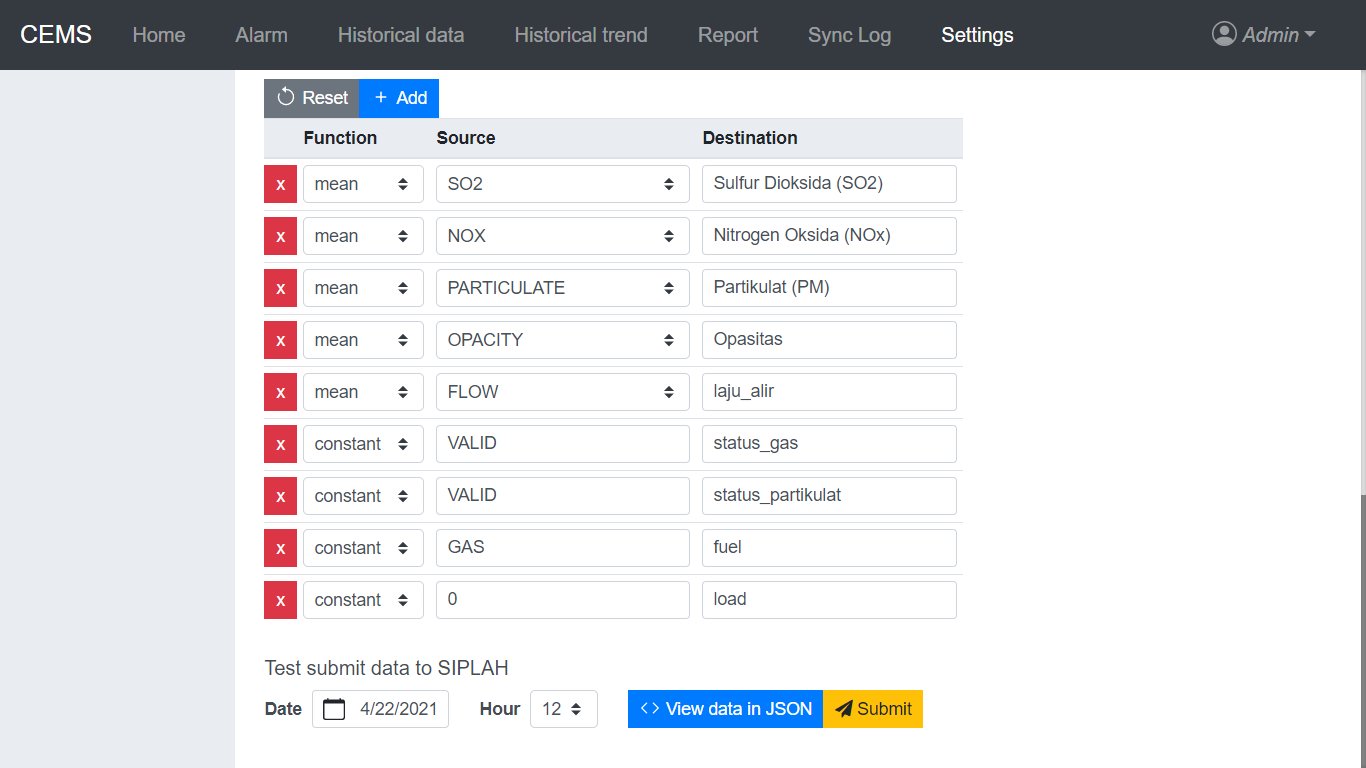 CEMS Home Alarm Historical data Historical trend Report Sync Log Settings Admin
Reset + Add
Function Source Destination
x mean SO2 Sulfur Dioksida (SO2)
x mean NOX Nitrogen Oksida (NOx)
x mean PARTICULATE Partikulat (PM)
x mean OPACITY Opasitas
x mean FLOW laju_alir
x constant VALID status_gas
x constant VALID status_partikulat
x constant GAS fuel
x constant 0 load
Test submit data to SIPLAH
Date 4/22/2021 Hour 12 <> View data in JSON Submit